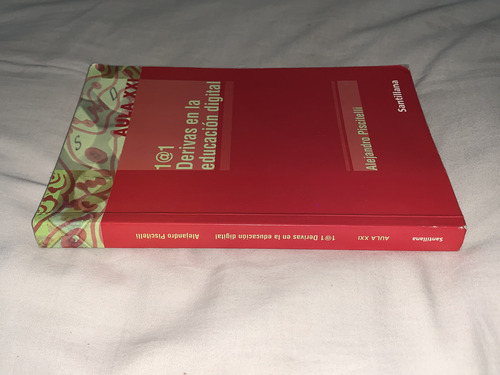 AULA XXI
1@1
Derivas en la
educación digital
Alejandro Piscitelli
Santillana
Alejandro Piscitelli 1@1 Derivas en la educación digital AULA XXI Santillana